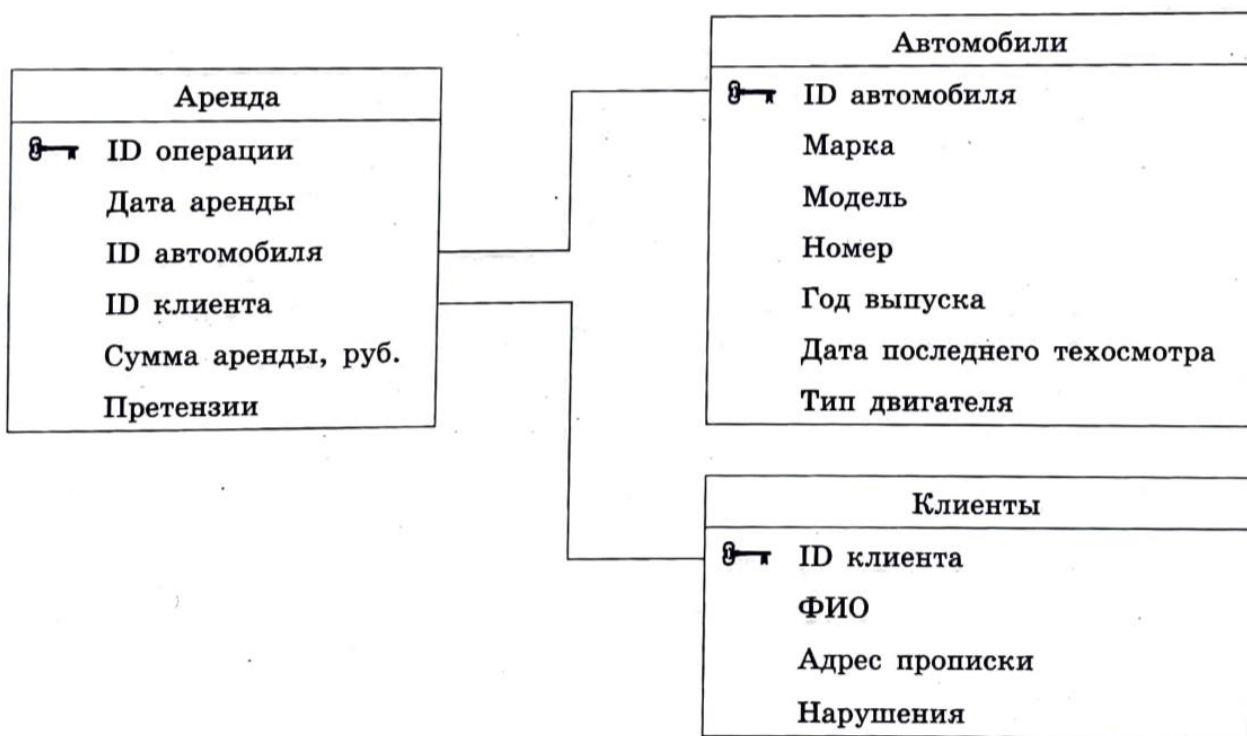 Аренда
ID операции
Дата аренды
ID автомобиля
ID клиента
Сумма аренды, руб.
Претензии
Автомобили
ID автомобиля
Марка
Модель
Номер
Год выпуска
Дата последнего техосмотра
Тип двигателя
Клиенты
ID клиента
ФИО
Адрес прописки
Нарушения